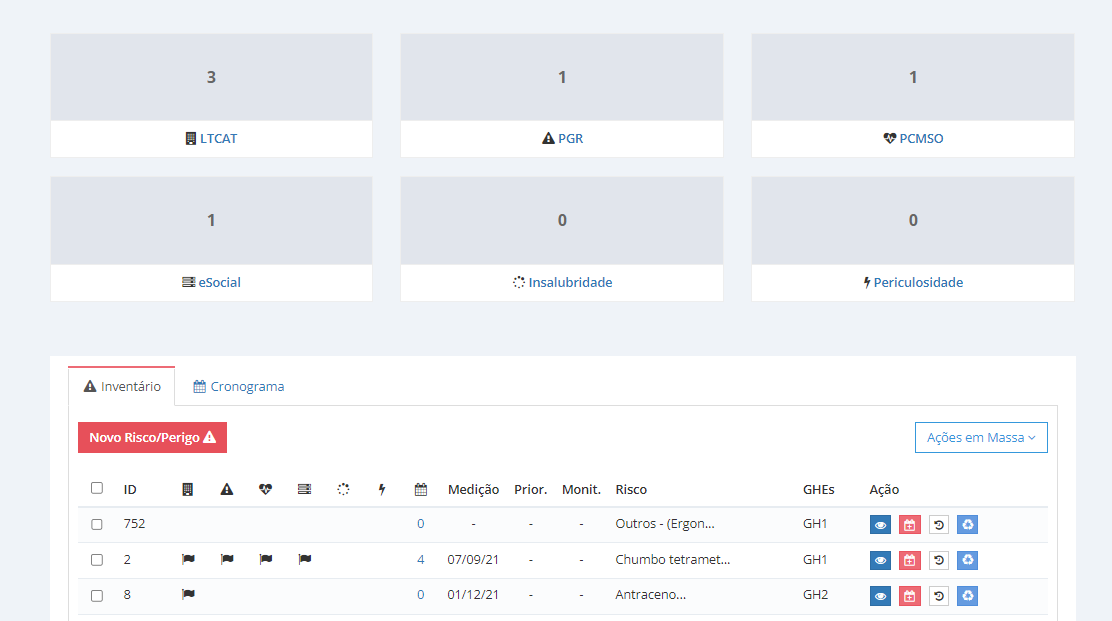 3
1
1
LTCAT
PGR
PCMSO
1
0
0
eSocial
Insalubridade
Periculosidade
Inventário
Cronograma
Novo Risco/Perigo
Ações em Massa
ID Medição Prior. Monit. Risco GHEs Ação
752 0 - - - Outros - (Ergon... GH1
2 4 07/09/21 - - Chumbo tetramet... GH1
8 0 01/12/21 - - Antraceno... GH2